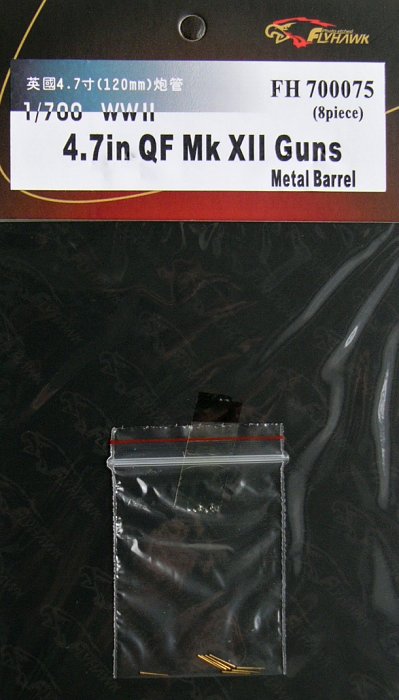 FLYHAWK
英國4.7寸(120mm)炮管
FH 700075
1/700 WWII
(8piece)
4.7in QF Mk XII Guns
Metal Barrel